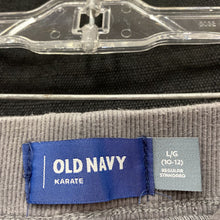 OLD NAVY
KARATE
L/G
(10-12)
REGULAR
STANDARD